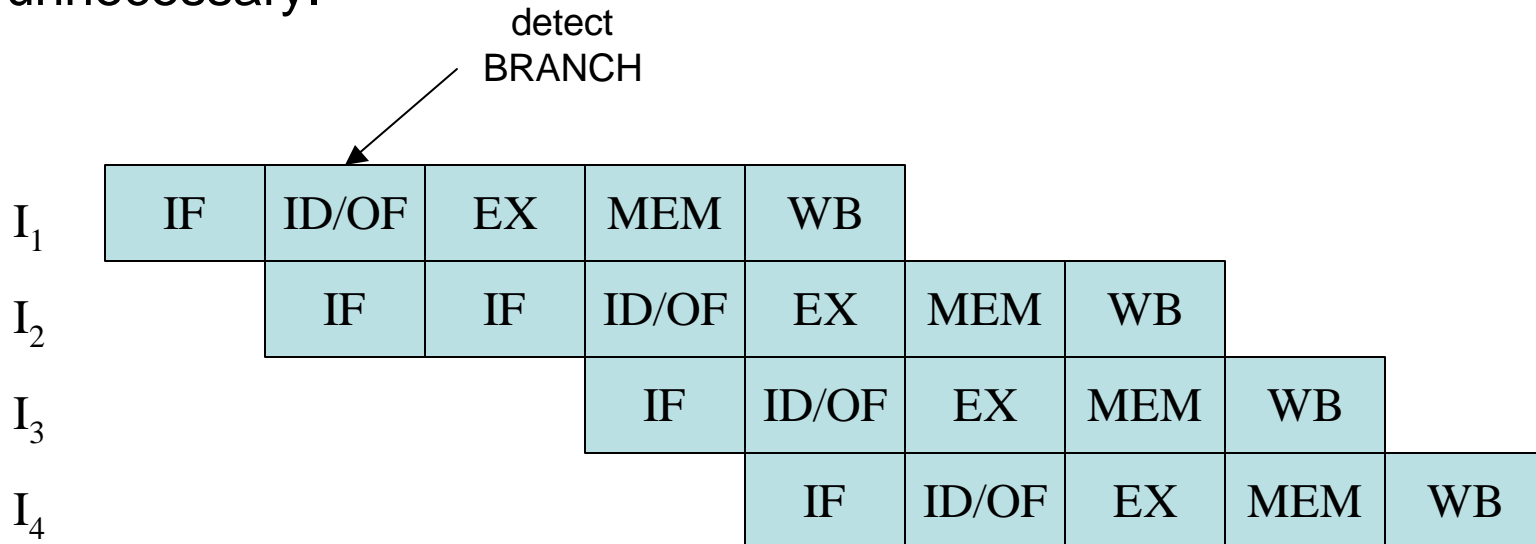 unnecessary.
detect
BRANCH
I1 IF ID/OF EX MEM WB
I2 IF IF ID/OF EX MEM WB
I3 IF ID/OF EX MEM WB
I4 IF ID/OF EX MEM WB